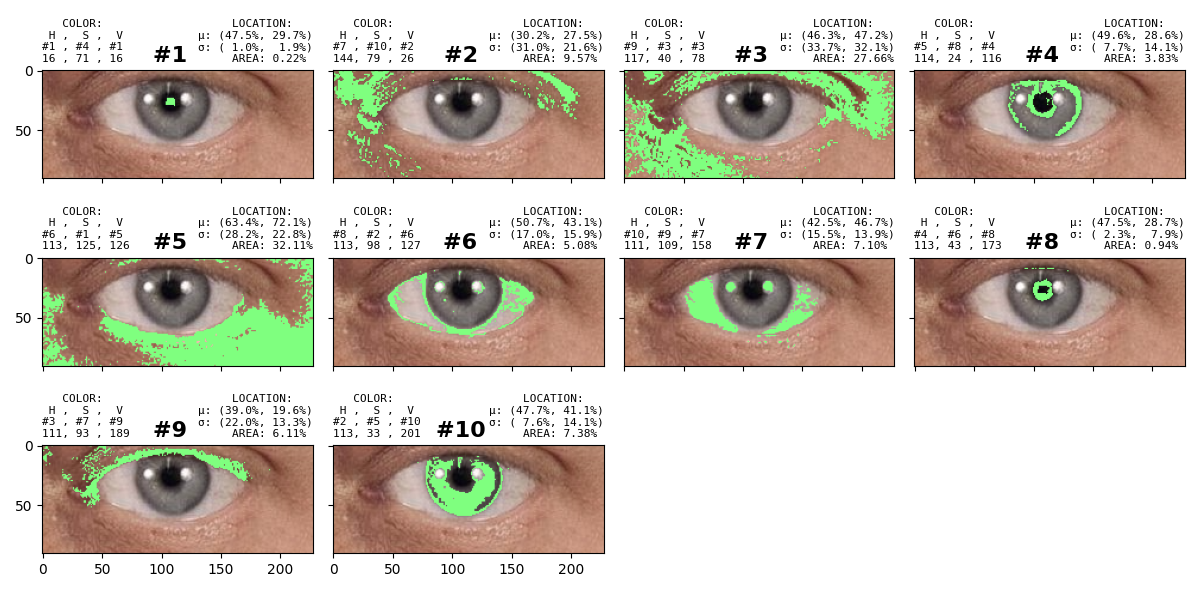 COLOR: LOCATION:
H , S , V μ: (47.5%, 29.7%)
#1 , #4 , #1 σ: ( 1.0%, 1.9%)
16 , 71 , 16 #1 AREA: 0.22%
COLOR: LOCATION:
H , S , V μ: (30.2%, 27.5%)
#7 , #10, #2 σ: (31.0%, 21.6%)
144, 79 , 26 #2 AREA: 9.57%
COLOR: LOCATION:
H , S , V μ: (46.3%, 47.2%)
#9 , #3 , #3 σ: (33.7%, 32.1%)
117, 40 , 78 #3 AREA: 27.66%
COLOR: LOCATION:
H , S , V μ: (49.6%, 28.6%)
#5 , #8 , #4 σ: ( 7.7%, 14.1%)
114, 24 , 116 #4 AREA: 3.83%
0
50
COLOR: LOCATION:
H , S , V μ: (63.4%, 72.1%)
#6 , #1 , #5 σ: (28.2%, 22.8%)
113, 125, 126 #5 AREA: 32.11%
COLOR: LOCATION:
H , S , V μ: (50.7%, 43.1%)
#8 , #2 , #6 σ: (17.0%, 15.9%)
113, 98 , 127 #6 AREA: 5.08%
COLOR: LOCATION:
H , S , V μ: (42.5%, 46.7%)
#10, #9 , #7 σ: (15.5%, 13.9%)
111, 109, 158 #7 AREA: 7.10%
COLOR: LOCATION:
H , S , V μ: (47.5%, 28.7%)
#4 , #6 , #8 σ: ( 2.3%, 7.9%)
113, 43 , 173 #8 AREA: 0.94%
0
50
COLOR: LOCATION:
H , S , V μ: (39.0%, 19.6%)
#3 , #7 , #9 σ: (22.0%, 13.3%)
111, 93 , 189 #9 AREA: 6.11%
COLOR: LOCATION:
H , S , V μ: (47.7%, 41.1%)
#2 , #5 , #10 σ: ( 7.6%, 14.1%)
113, 33 , 201 #10 AREA: 7.38%
0
50
0 50 100 150 200
0 50 100 150 200